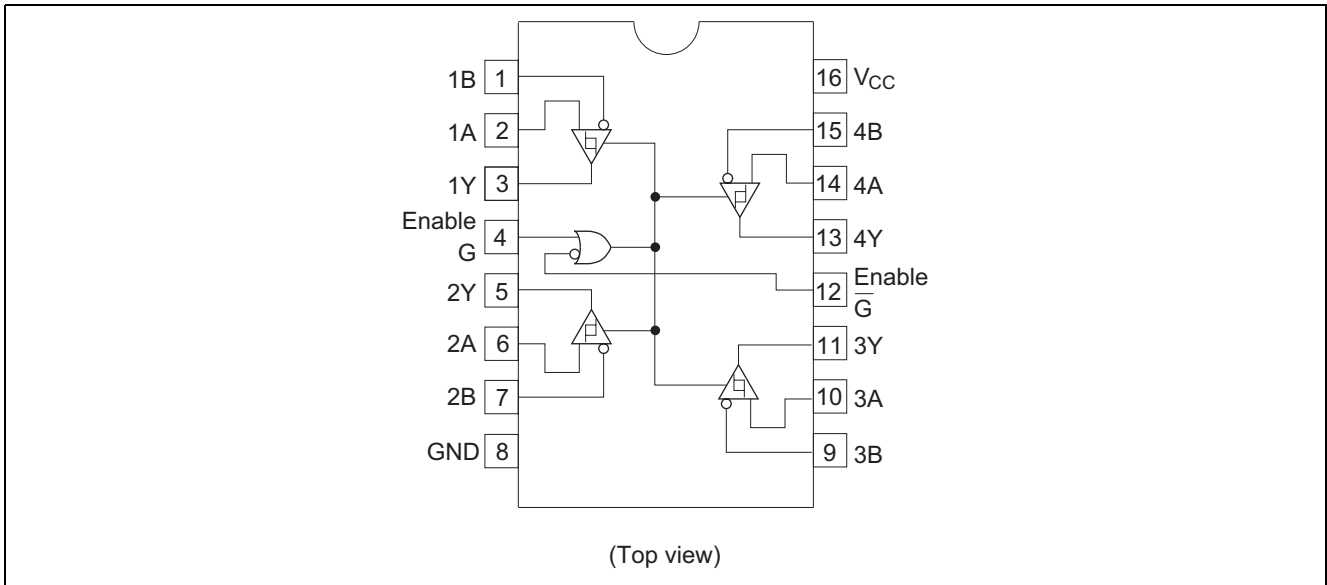 1B 1
1A 2
1Y 3
Enable
G 4
2Y 5
2A 6
2B 7
GND 8
16 VCC
15 4B
14 4A
13 4Y
12 Enable
G̅
11 3Y
10 3A
9 3B
(Top view)